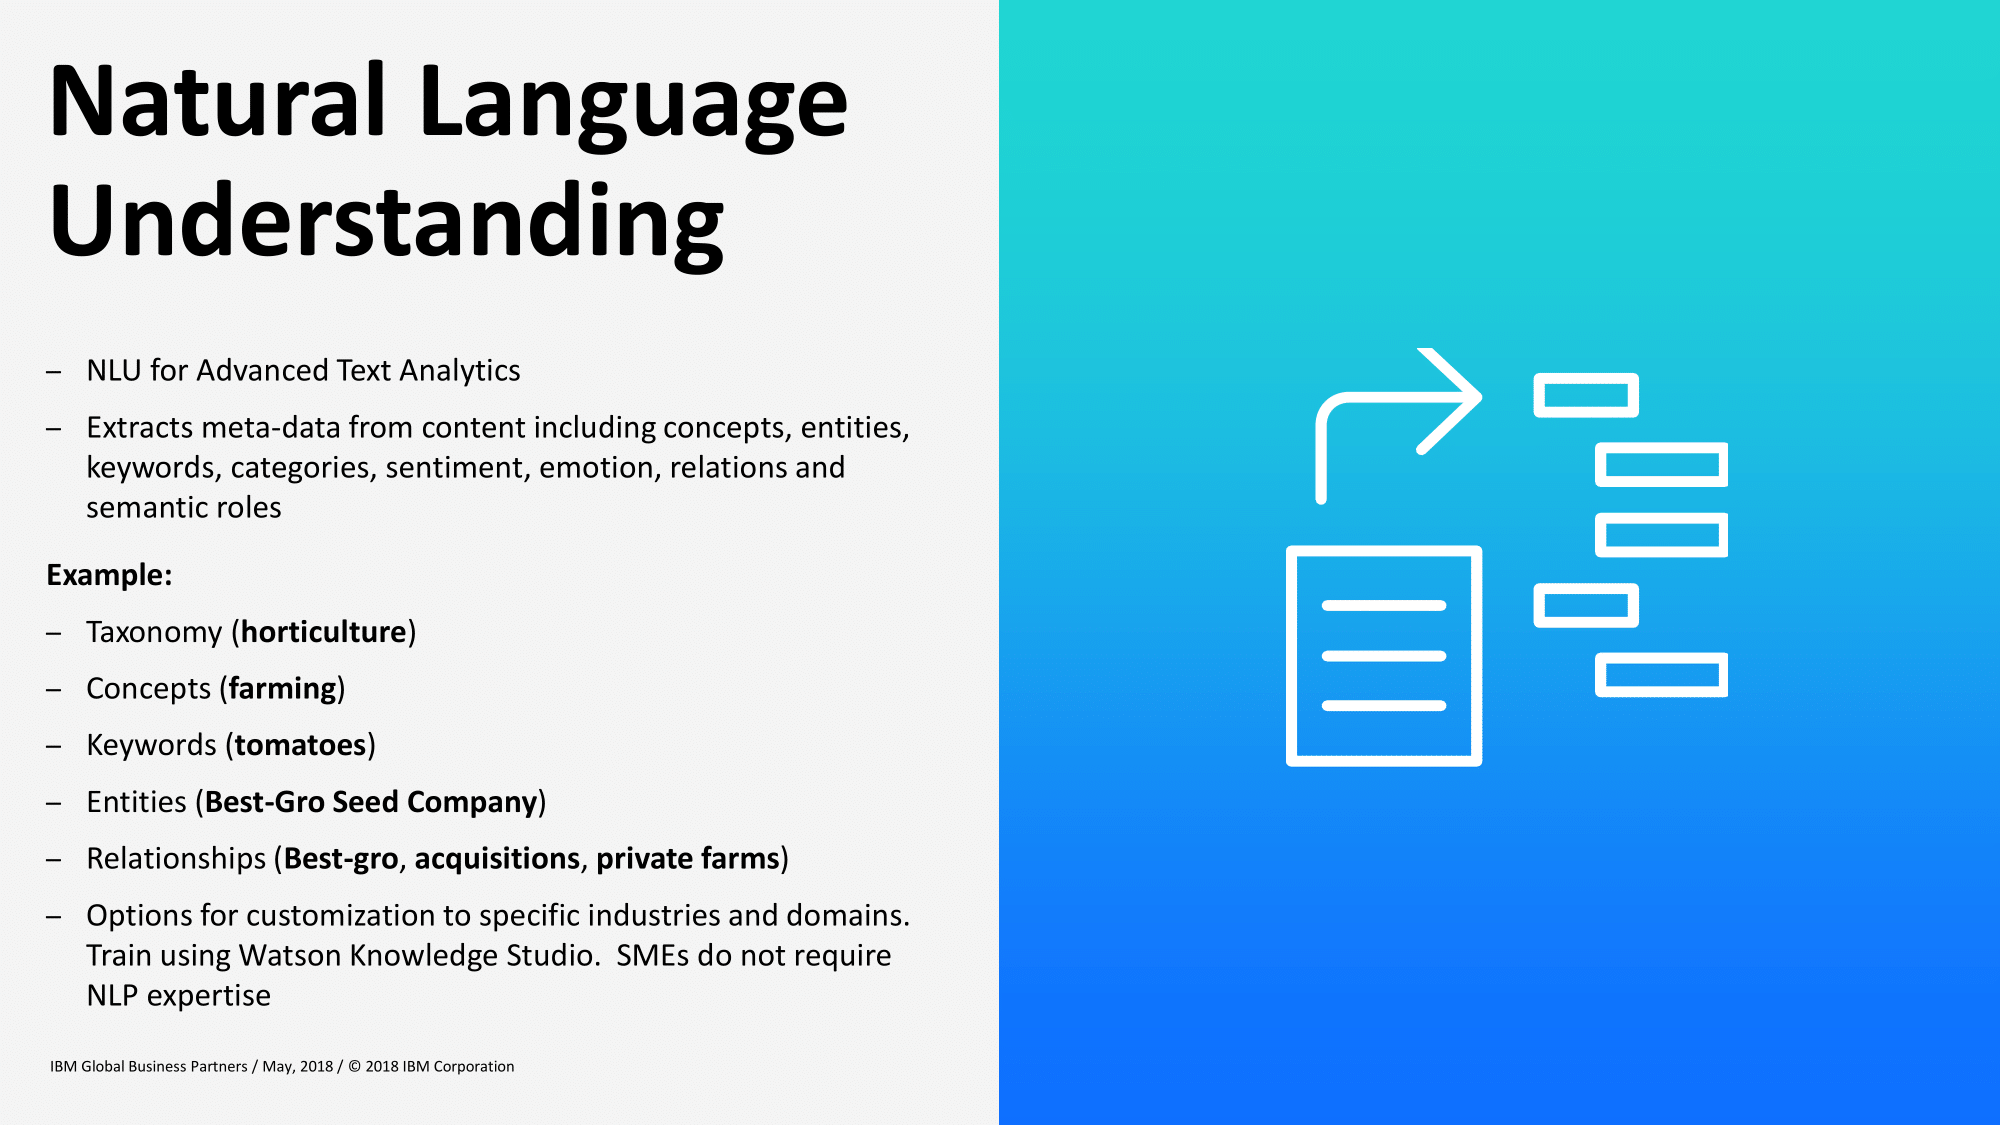 Natural Language
Understanding
– NLU for Advanced Text Analytics
– Extracts meta-data from content including concepts, entities,
keywords, categories, sentiment, emotion, relations and
semantic roles
Example:
– Taxonomy (horticulture)
– Concepts (farming)
– Keywords (tomatoes)
– Entities (Best-Gro Seed Company)
– Relationships (Best-gro, acquisitions, private farms)
– Options for customization to specific industries and domains.
Train using Watson Knowledge Studio.  SMEs do not require
NLP expertise
IBM Global Business Partners / May, 2018 / © 2018 IBM Corporation